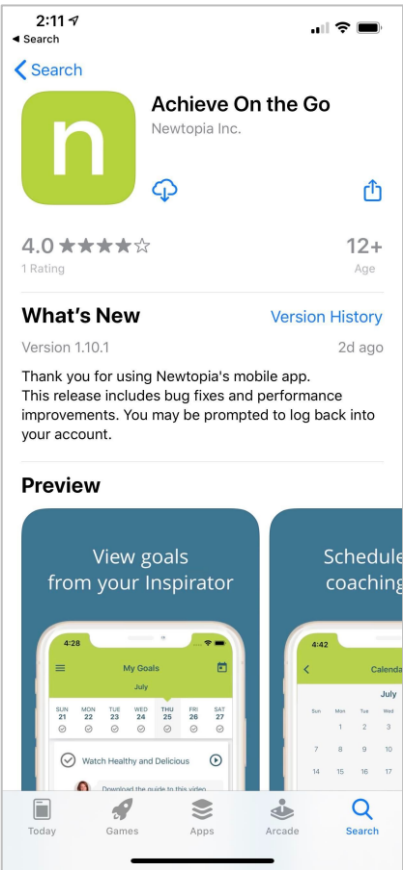 2:11
◄ Search
Search
n
Achieve On the Go
Newtopia Inc.
4.0 ★★★★☆
12+
1 Rating
Age
What's New
Version History
Version 1.10.1
2d ago
Thank you for using Newtopia's mobile app.
This release includes bug fixes and performance
improvements. You may be prompted to log back into
your account.
Preview
View goals
from your Inspirator
4:28
My Goals
July
SUN MON TUE WED THU FRI SAT
21 22 23 24 25 26 27
Watch Healthy and Delicious
Download the guide to this video
Schedule
coaching
4:42
Calenda
July
Sun Mon Tue Wed
1 2 3
7 8 9 10
14 15 16 17
Today
Games
Apps
Arcade
Search